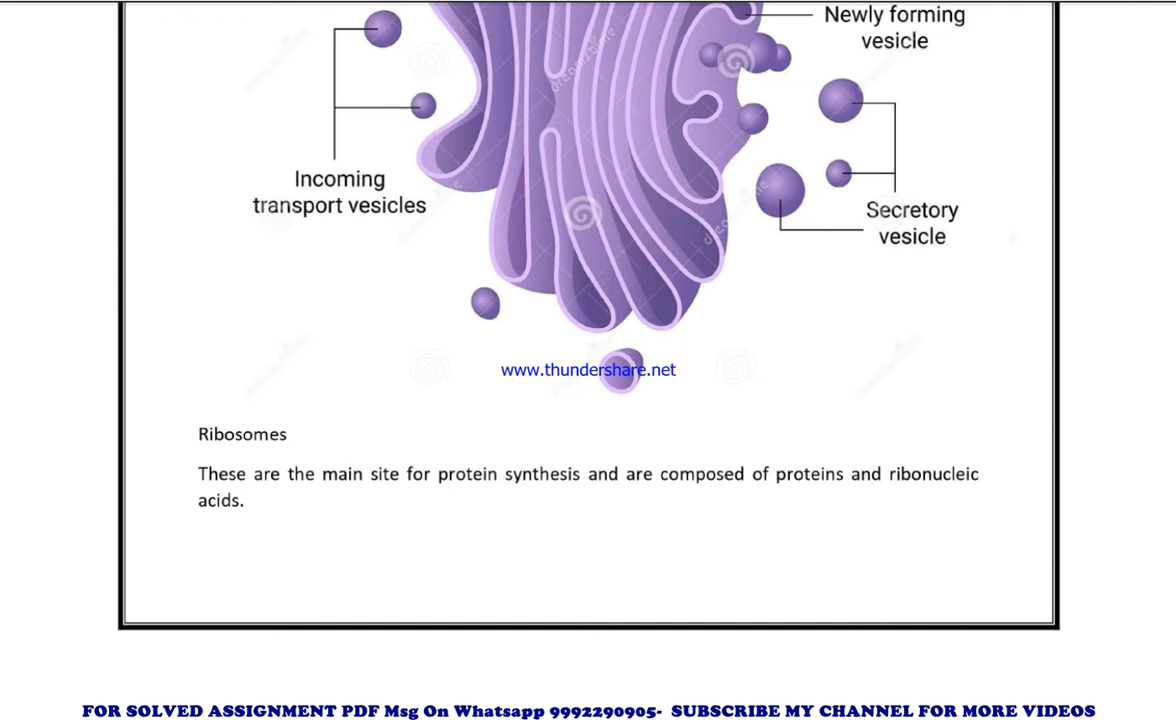 Newly forming
vesicle
Incoming
transport vesicles
Secretory
vesicle
dreamstime
www.thundershare.net
Ribosomes
These are the main site for protein synthesis and are composed of proteins and ribonucleic
acids.
FOR SOLVED ASSIGNMENT PDF Msg On Whatsapp 9992290905- SUBSCRIBE MY CHANNEL FOR MORE VIDEOS